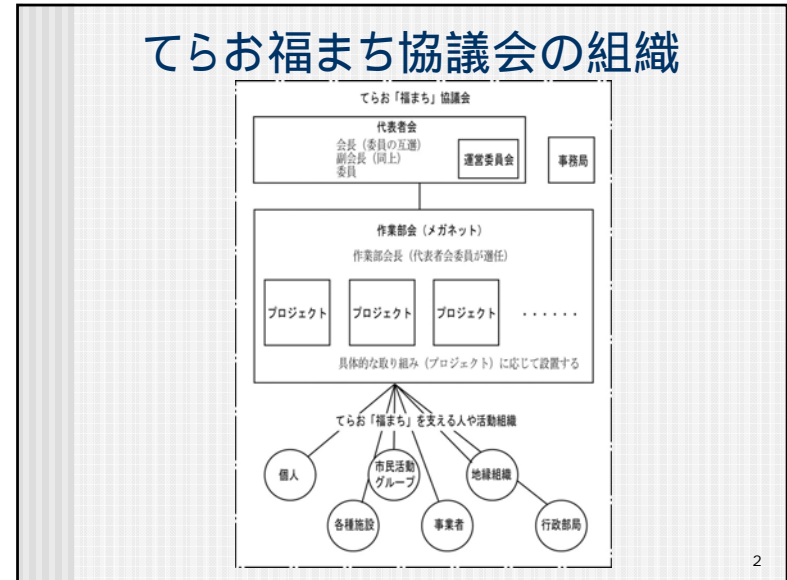 てらお福まち協議会の組織
てらお「福まち」協議会
代表者会
会長（委員の互選）
副会長（同上）
委員
運営委員会
事務局
作業部会（メガネット）
作業部会長（代表者会委員が選任）
プロジェクト
プロジェクト
プロジェクト
・・・・・・
具体的な取り組み（プロジェクト）に応じて設置する
てらお「福まち」を支える人や活動組織
個人
市民活動
グループ
地縁組織
各種施設
事業者
行政部局
2